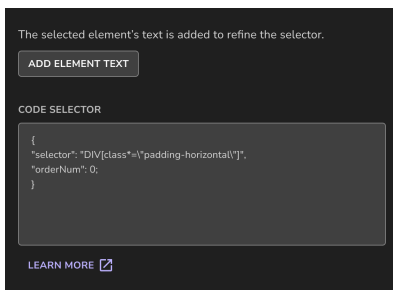 The selected element's text is added to refine the selector.
ADD ELEMENT TEXT
CODE SELECTOR
{
"selector": "DIV[class*=\"padding-horizontal\"]",
"orderNum": 0;
}
LEARN MORE